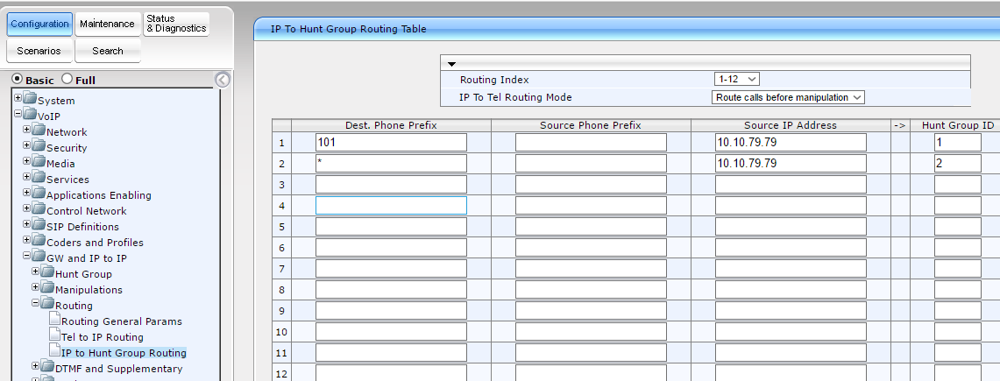 Configuration
Maintenance
Status
& Diagnostics
Scenarios
Search
Basic Full
System
VoIP
Network
Security
Media
Services
Applications Enabling
Control Network
SIP Definitions
Coders and Profiles
GW and IP to IP
Hunt Group
Manipulations
Routing
Routing General Params
Tel to IP Routing
IP to Hunt Group Routing
DTMF and Supplementary
IP To Hunt Group Routing Table
Routing Index 1-12
IP To Tel Routing Mode Route calls before manipulation
Dest. Phone Prefix Source Phone Prefix Source IP Address -> Hunt Group ID
1 101 10.10.79.79 1
2 * 10.10.79.79 2
3
4
5
6
7
8
9
10
11
12